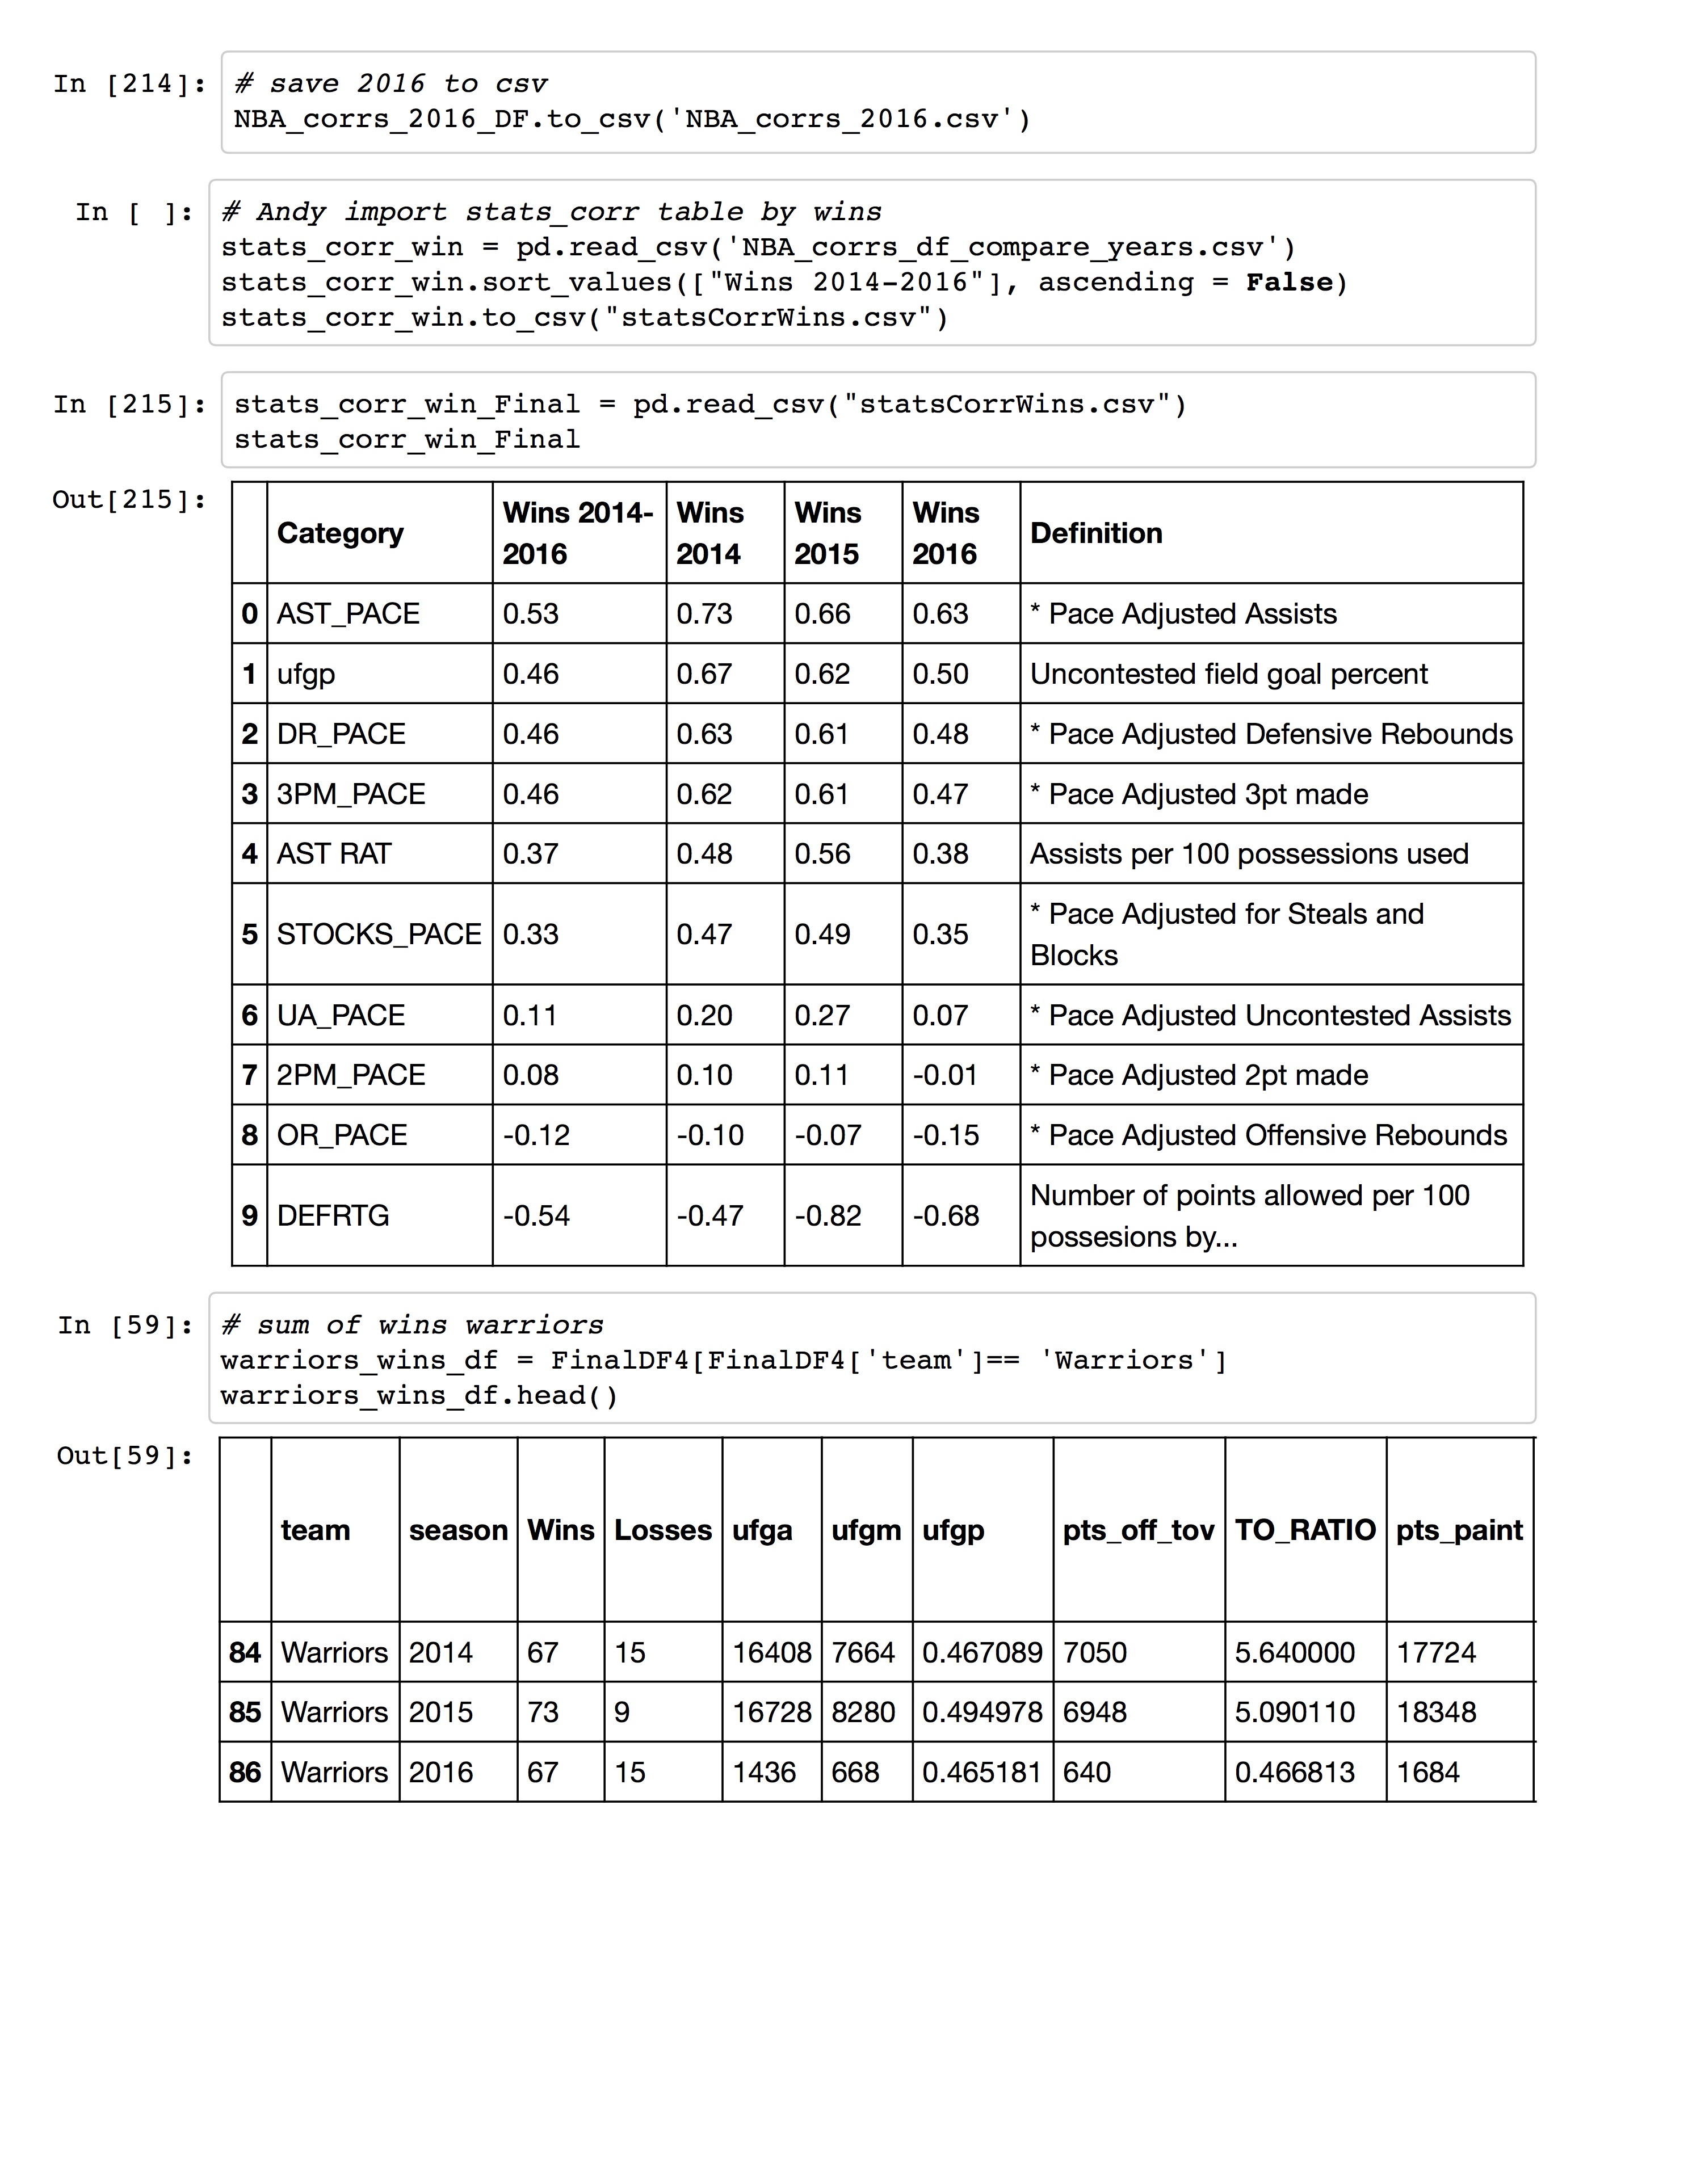 In [214]: # save 2016 to csv
NBA_corrs_2016_DF.to_csv('NBA_corrs_2016.csv')
In [ ]: # Andy import stats_corr table by wins
stats_corr_win = pd.read_csv('NBA_corrs_df_compare_years.csv')
stats_corr_win.sort_values(["Wins 2014-2016"], ascending = False)
stats_corr_win.to_csv("statsCorrWins.csv")
In [215]: stats_corr_win_Final = pd.read_csv("statsCorrWins.csv")
stats_corr_win_Final
Out[215]:
Category Wins 2014-2016 Wins 2014 Wins 2015 Wins 2016 Definition
0 AST_PACE 0.53 0.73 0.66 0.63 * Pace Adjusted Assists
1 ufgp 0.46 0.67 0.62 0.50 Uncontested field goal percent
2 DR_PACE 0.46 0.63 0.61 0.48 * Pace Adjusted Defensive Rebounds
3 3PM_PACE 0.46 0.62 0.61 0.47 * Pace Adjusted 3pt made
4 AST RAT 0.37 0.48 0.56 0.38 Assists per 100 possessions used
5 STOCKS_PACE 0.33 0.47 0.49 0.35 * Pace Adjusted for Steals and
Blocks
6 UA_PACE 0.11 0.20 0.27 0.07 * Pace Adjusted Uncontested Assists
7 2PM_PACE 0.08 0.10 0.11 -0.01 * Pace Adjusted 2pt made
8 OR_PACE -0.12 -0.10 -0.07 -0.15 * Pace Adjusted Offensive Rebounds
9 DEFRTG -0.54 -0.47 -0.82 -0.68 Number of points allowed per 100
possesions by...
In [59]: # sum of wins warriors
warriors_wins_df = FinalDF4[FinalDF4['team']== 'Warriors']
warriors_wins_df.head()
Out[59]:
team season Wins Losses ufga ufgm ufgp pts_off_tov TO_RATIO pts_paint
84 Warriors 2014 67 15 16408 7664 0.467089 7050 5.640000 17724
85 Warriors 2015 73 9 16728 8280 0.494978 6948 5.090110 18348
86 Warriors 2016 67 15 1436 668 0.465181 640 0.466813 1684